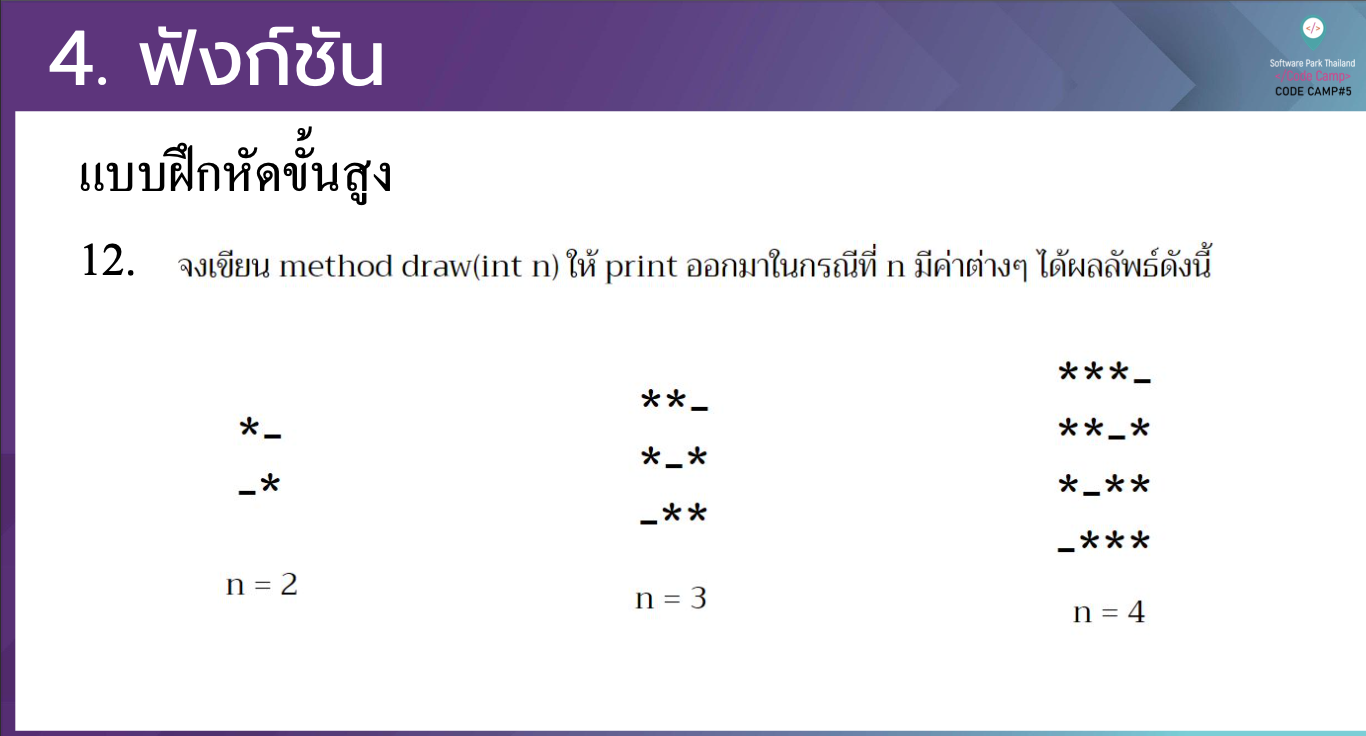 4. ฟังก์ชัน
</>
Software Park Thailand
</Code Camp>
CODE CAMP#5
แบบฝึกหัดขั้นสูง
12. จงเขียน method draw(int n) ให้ print ออกมาในกรณีที่ n มีค่าต่างๆ ได้ผลลัพธ์ดังนี้
*_
_*
n = 2
**_
*_*
_**
n = 3
***_
**_*
*_**
_***
n = 4